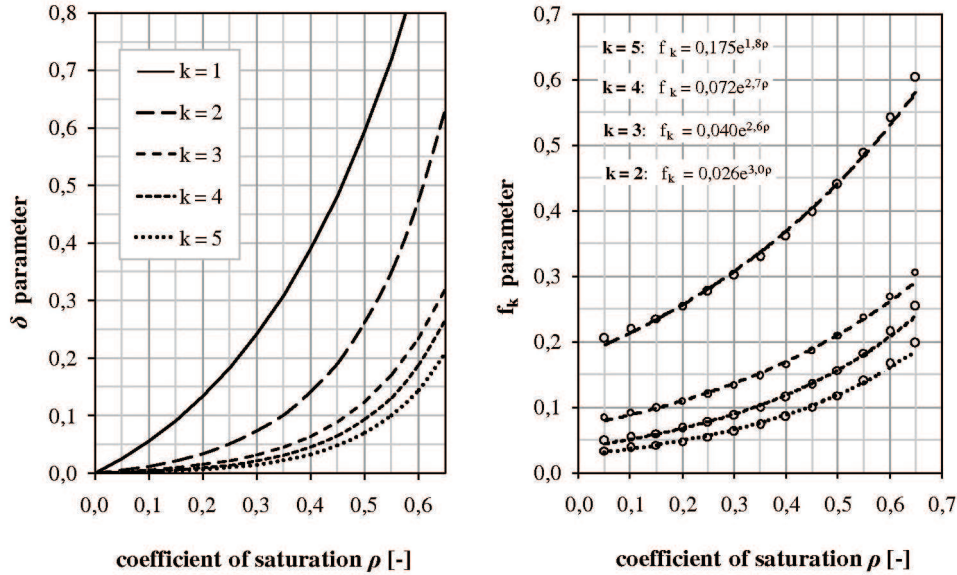 0,8
0,7
0,6
0,5
0,4
0,3
0,2
0,1
0,0
δ parameter
k = 1
k = 2
k = 3
k = 4
k = 5
0,0 0,1 0,2 0,3 0,4 0,5 0,6
coefficient of saturation ρ [-]
0,7
0,6
0,5
0,4
0,3
0,2
0,1
0,0
fₖ parameter
k = 5: fₖ = 0,175e^1,8ρ
k = 4: fₖ = 0,072e^2,7ρ
k = 3: fₖ = 0,040e^2,6ρ
k = 2: fₖ = 0,026e^3,0ρ
0,0 0,1 0,2 0,3 0,4 0,5 0,6 0,7
coefficient of saturation ρ [-]